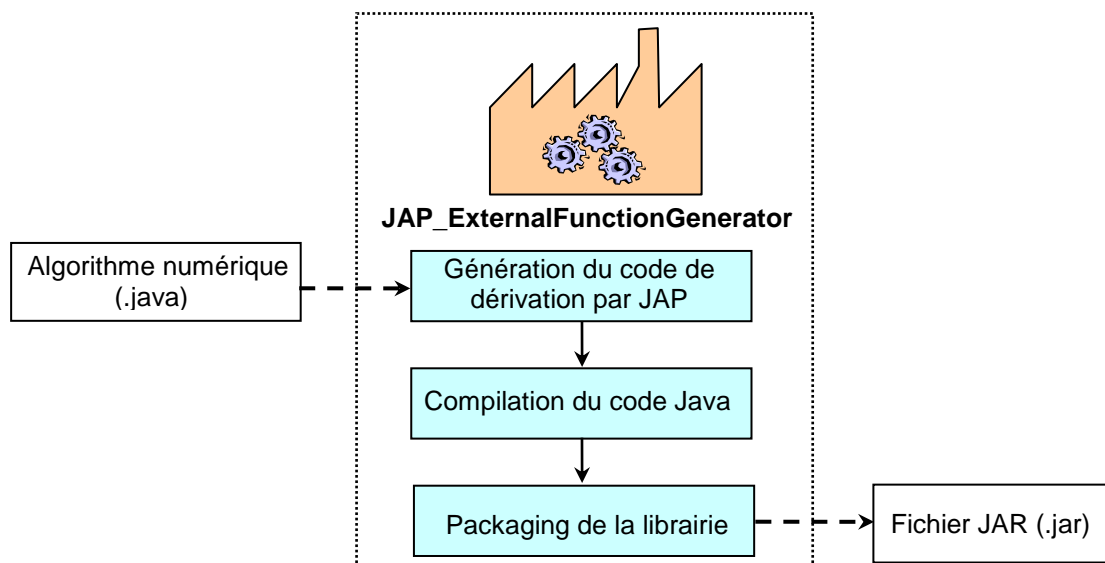 JAP_ExternalFunctionGenerator
Algorithme numérique
(.java)
Génération du code de
dérivation par JAP
Compilation du code Java
Packaging de la librairie
Fichier JAR (.jar)